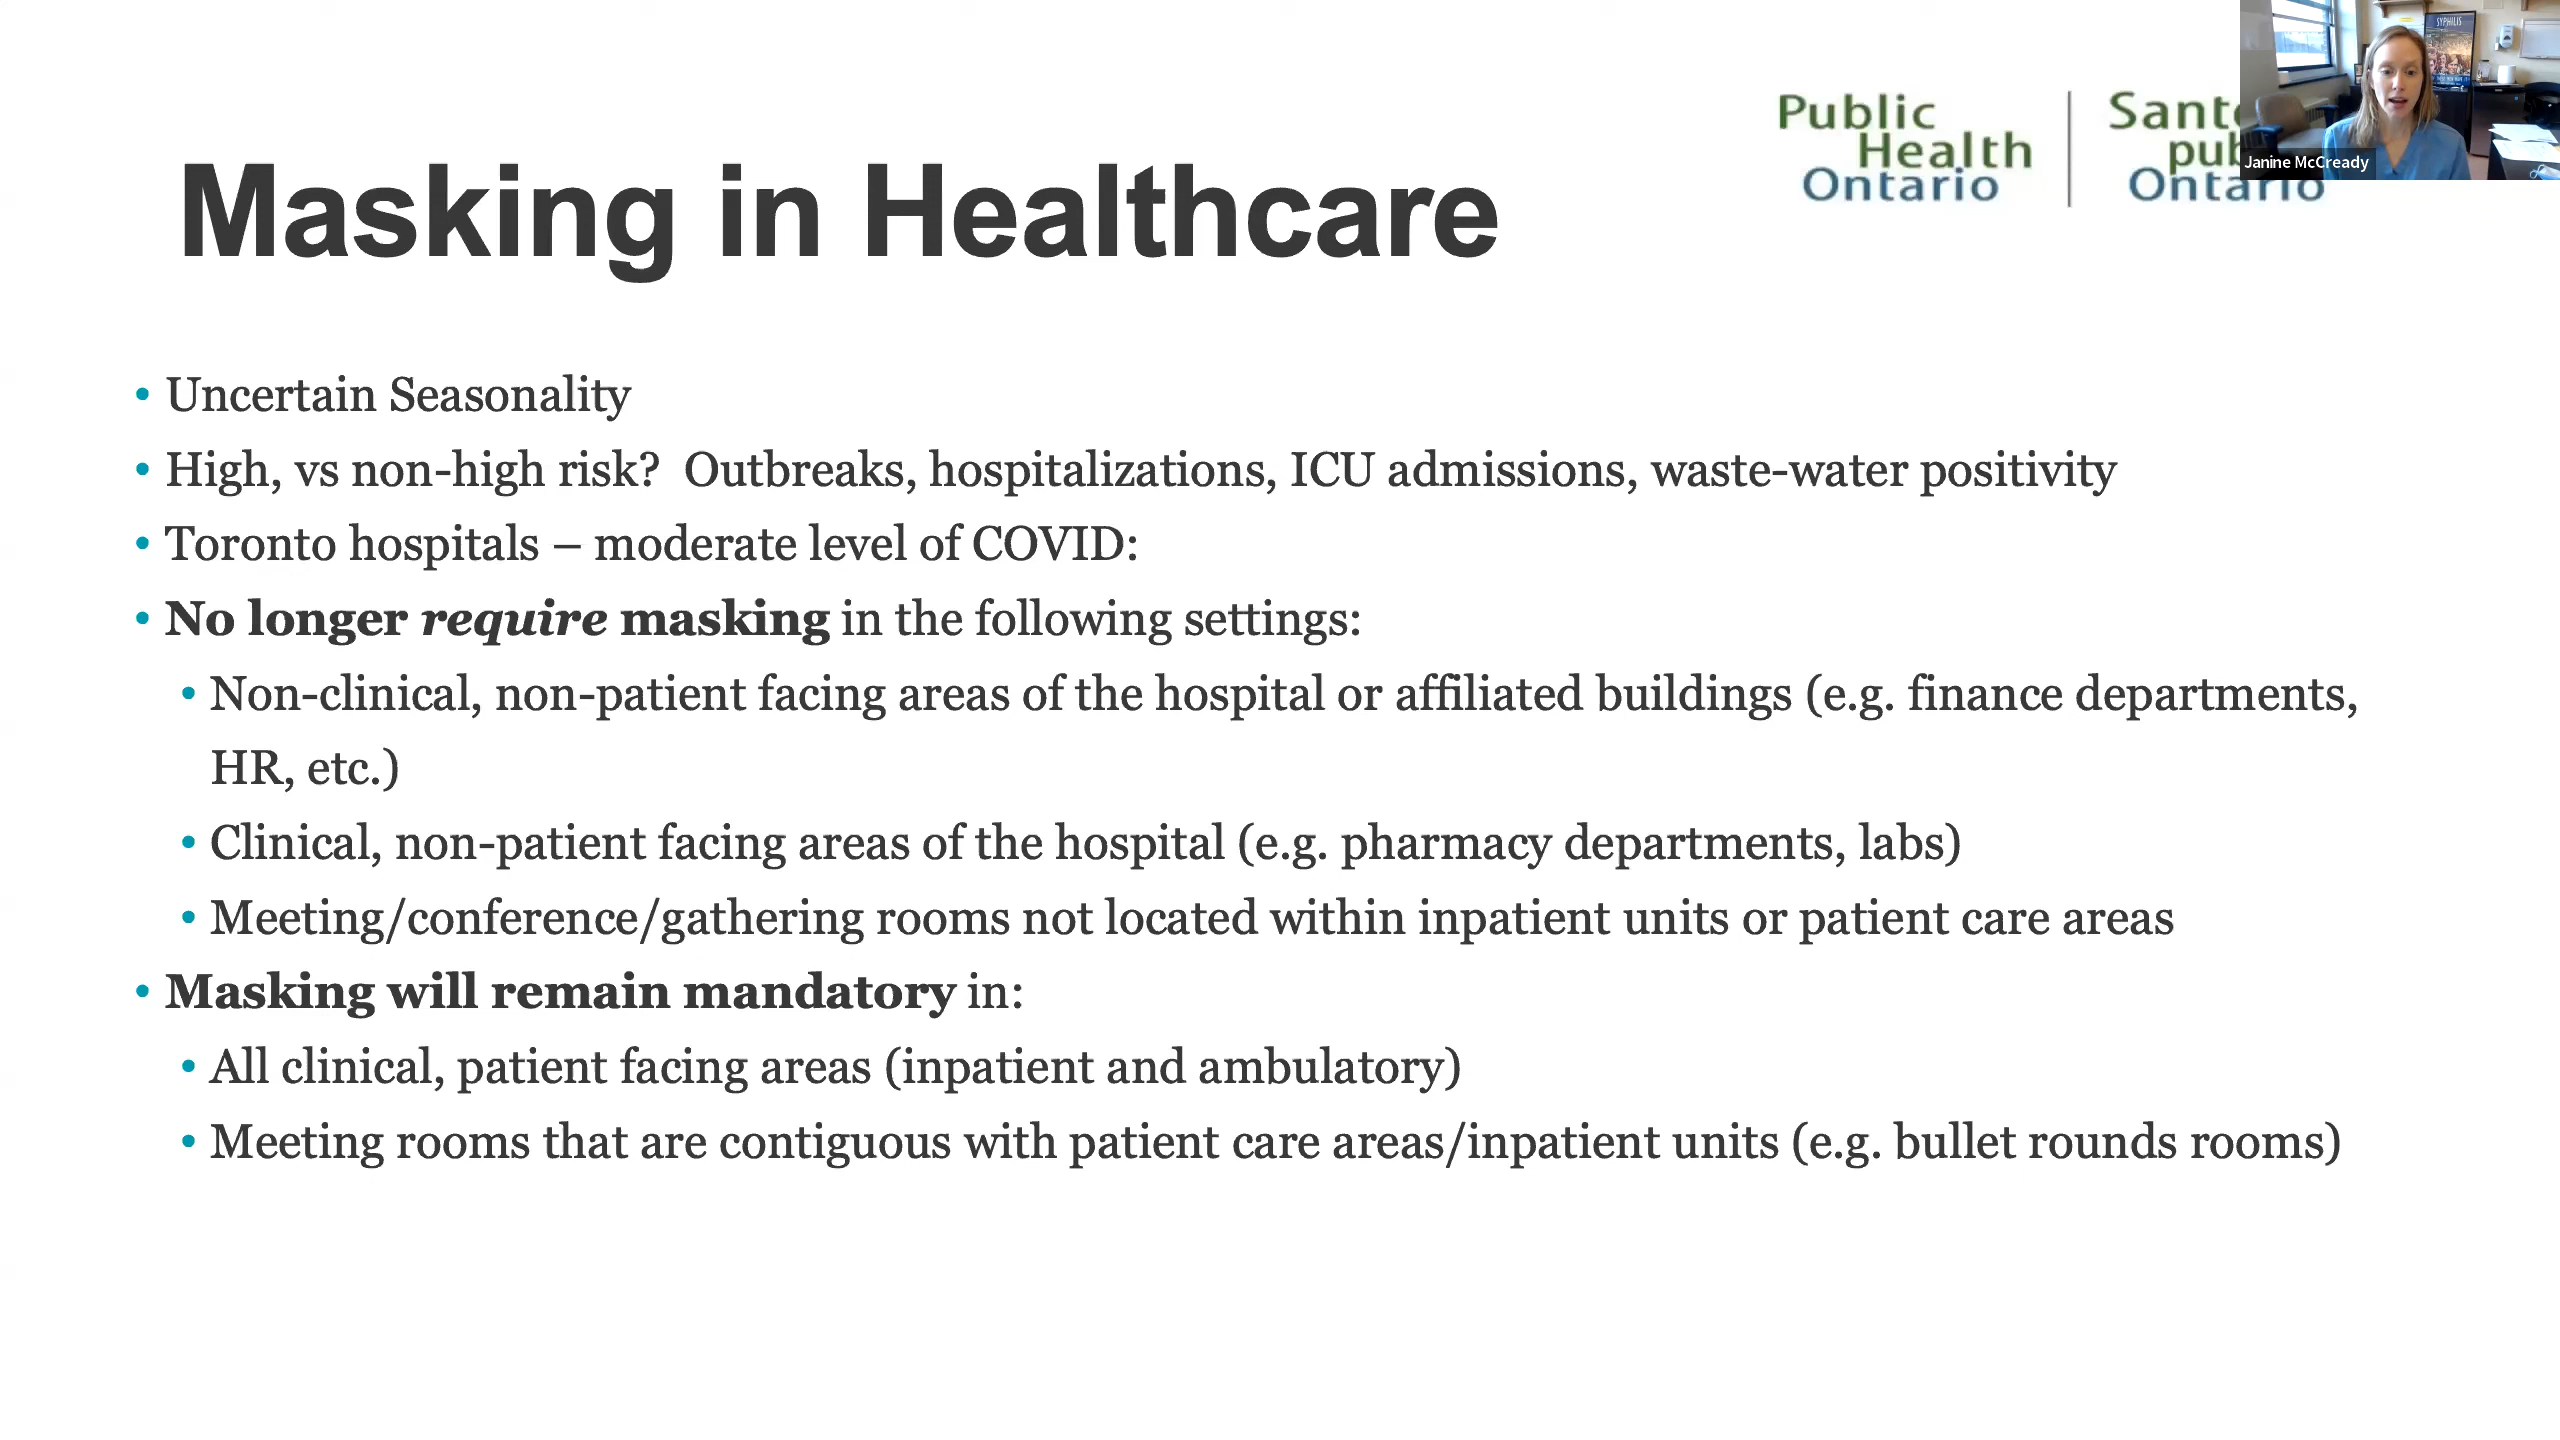 Masking in Healthcare
Public
Health
Ontario
Santé
pub
Ontario
SYPHILIS
Janine McCready
• Uncertain Seasonality
• High, vs non-high risk?  Outbreaks, hospitalizations, ICU admissions, waste-water positivity
• Toronto hospitals – moderate level of COVID:
• No longer require masking in the following settings:
• Non-clinical, non-patient facing areas of the hospital or affiliated buildings (e.g. finance departments,
HR, etc.)
• Clinical, non-patient facing areas of the hospital (e.g. pharmacy departments, labs)
• Meeting/conference/gathering rooms not located within inpatient units or patient care areas
• Masking will remain mandatory in:
• All clinical, patient facing areas (inpatient and ambulatory)
• Meeting rooms that are contiguous with patient care areas/inpatient units (e.g. bullet rounds rooms)